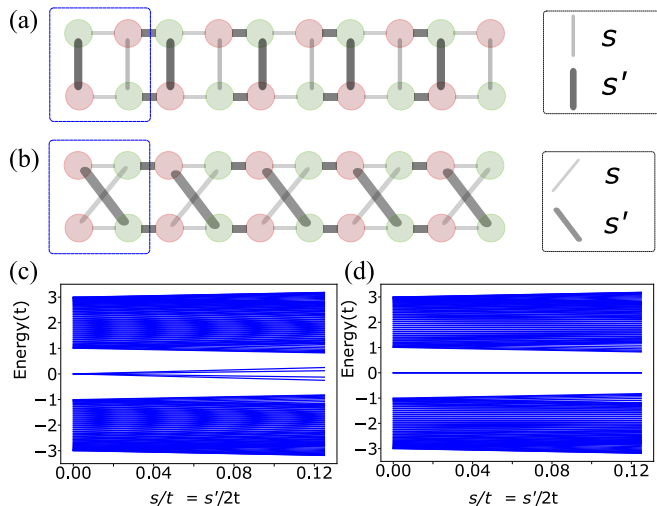 (a)
s
s′
(b)
s
s′
(c)
(d)
Energy(t)
3
2
1
0
−1
−2
−3
0.00
0.04
0.08
0.12
s/t = s′/2t
Energy(t)
3
2
1
0
−1
−2
−3
0.00
0.04
0.08
0.12
s/t = s′/2t